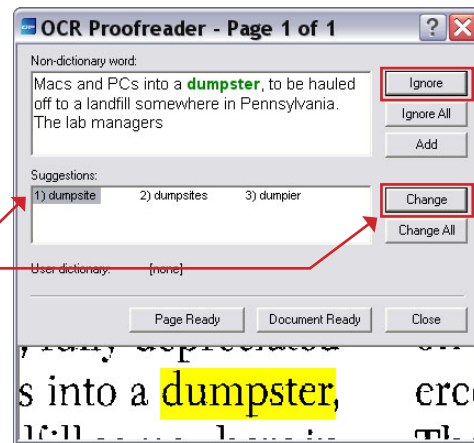 OCR Proofreader - Page 1 of 1
Non-dictionary word:
Macs and PCs into a dumpster, to be hauled
off to a landfill somewhere in Pennsylvania.
The lab managers
Ignore
Ignore All
Add
Suggestions:
1) dumpsite 2) dumpsites 3) dumpier
Change
Change All
User dictionary: [none]
Page Ready Document Ready Close
s into a dumpster, erc